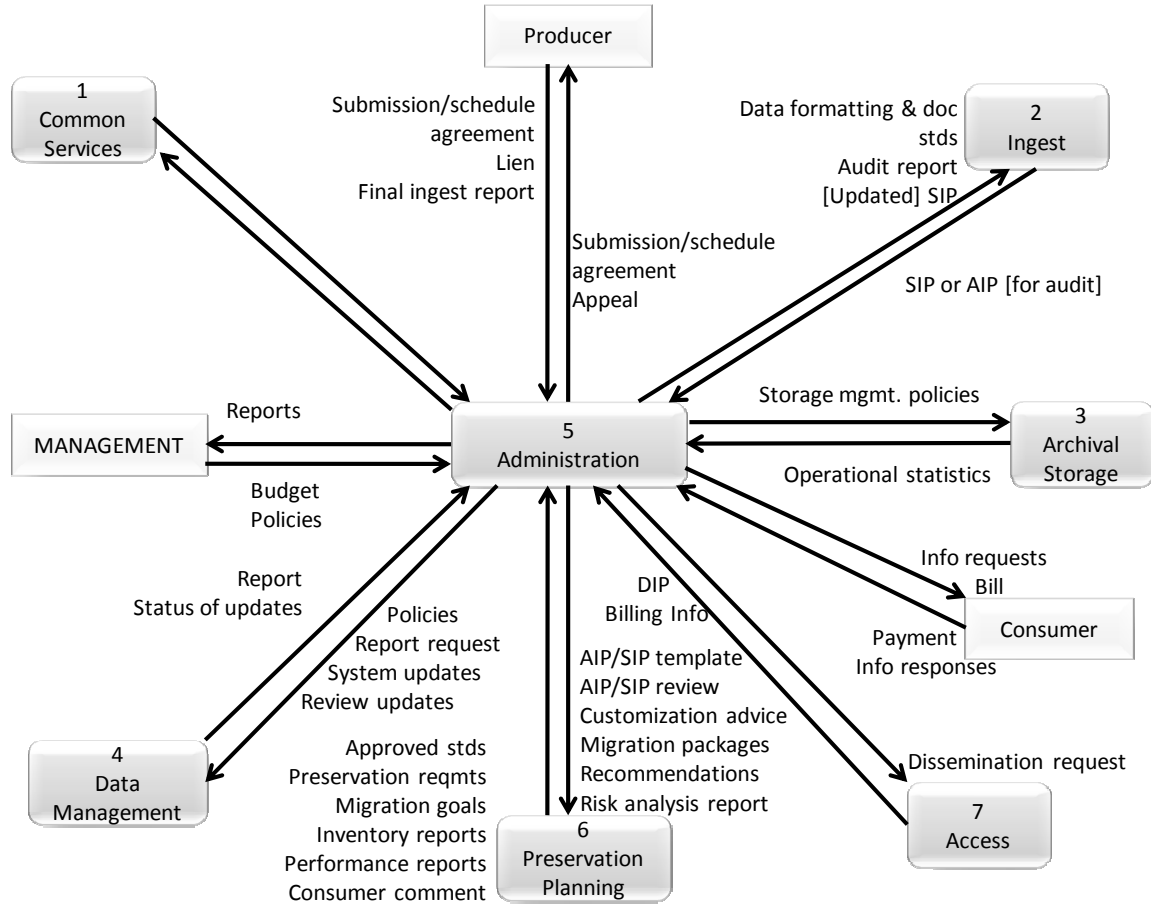 Producer
1
Common
Services
Submission/schedule
agreement
Lien
Final ingest report
Data formatting & doc
stds
Audit report
[Updated] SIP
2
Ingest
Submission/schedule
agreement
Appeal
SIP or AIP [for audit]
Reports
MANAGEMENT
Budget
Policies
5
Administration
Storage mgmt. policies
3
Archival
Storage
Operational statistics
Report
Status of updates
Policies
Report request
System updates
Review updates
DIP
Billing Info
Info requests
Bill
Consumer
Payment
Info responses
4
Data
Management
Approved stds
Preservation reqmts
Migration goals
Inventory reports
Performance reports
Consumer comment
AIP/SIP template
AIP/SIP review
Customization advice
Migration packages
Recommendations
Risk analysis report
6
Preservation
Planning
Dissemination request
7
Access